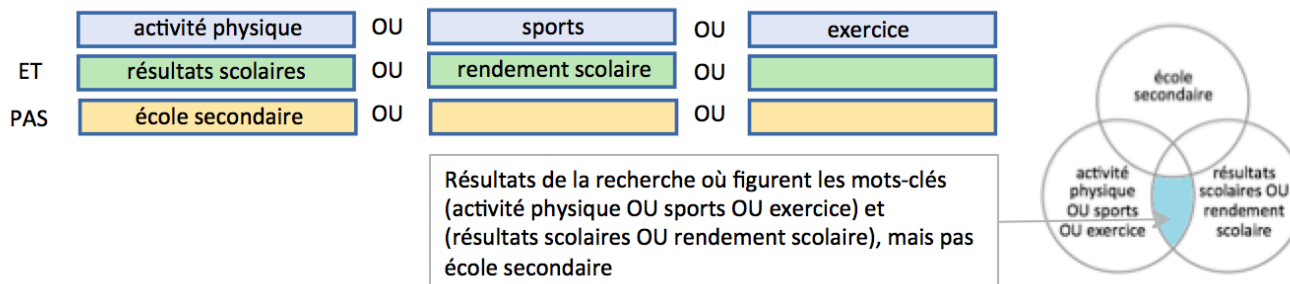 activité physique OU sports OU exercice
ET résultats scolaires OU rendement scolaire OU
PAS école secondaire OU OU
Résultats de la recherche où figurent les mots-clés
(activité physique OU sports OU exercice) et
(résultats scolaires OU rendement scolaire), mais pas
école secondaire
école
secondaire
activité
physique
OU sports
OU exercice
résultats
scolaires OU
rendement
scolaire